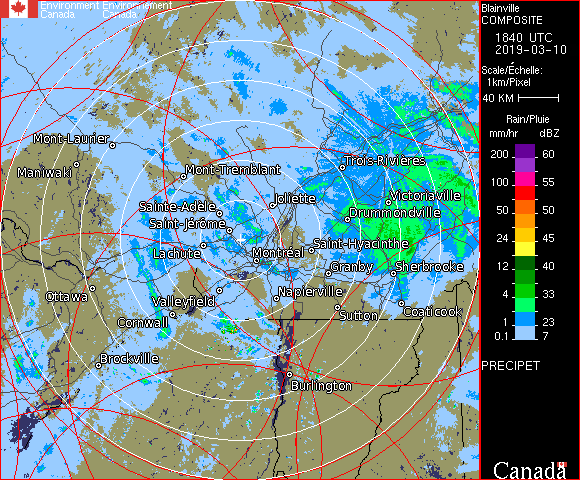 Environment Environnement
Canada Canada
Blainville
COMPOSITE
1840 UTC
2019-03-10
Scale/Échelle:
1km/Pixel
40 KM
Rain/Pluie
mm/hr dBZ
200 60
100 55
50 50
24 45
12 40
4 33
1 23
0.1 7
PRECIPET
Canada
Mont-Laurier
Maniwaki
Mont-Tremblant
Trois-Rivières
Sainte-Adèle
Joliette
Victoriaville
Saint-Jérôme
Drummondville
Lachute
Montréal
Saint-Hyacinthe
Granby
Sherbrooke
Ottawa
Valleyfield
Napierville
Cornwall
Sutton
Coaticook
Brockville
Burlington